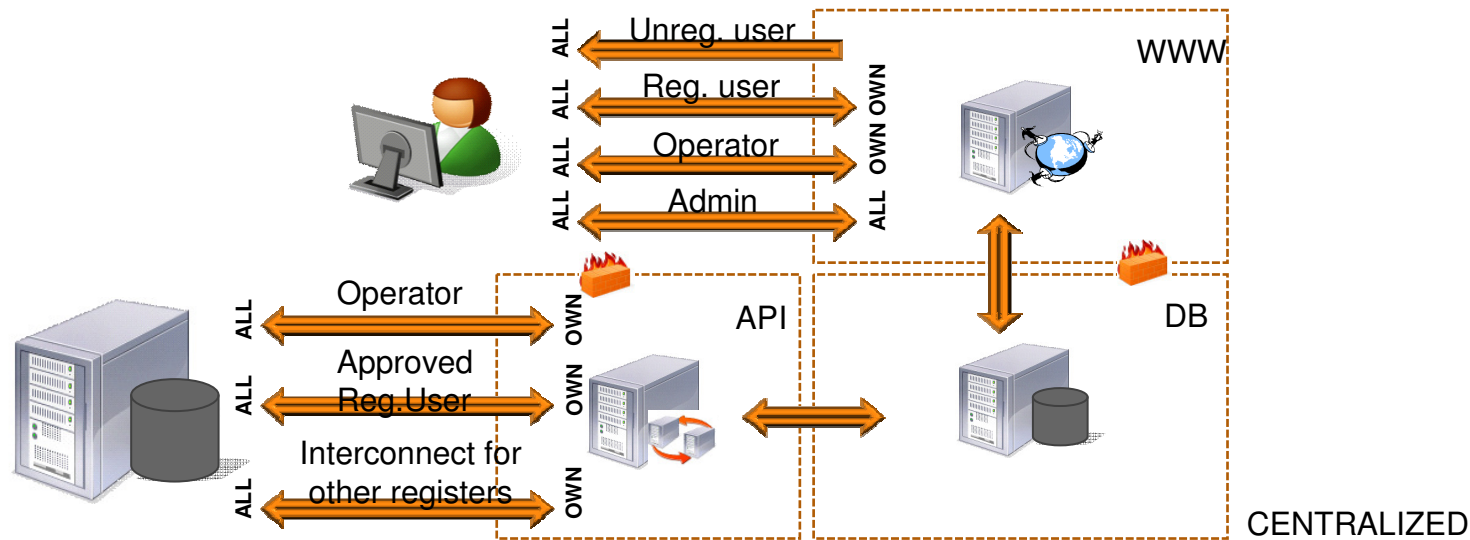 ALL Unreg. user
WWW
ALL Reg. user OWN
ALL Operator OWN
ALL Admin ALL
ALL Operator OWN
API
DB
ALL Approved OWN
Reg.User
Interconnect for
ALL other registers OWN
CENTRALIZED